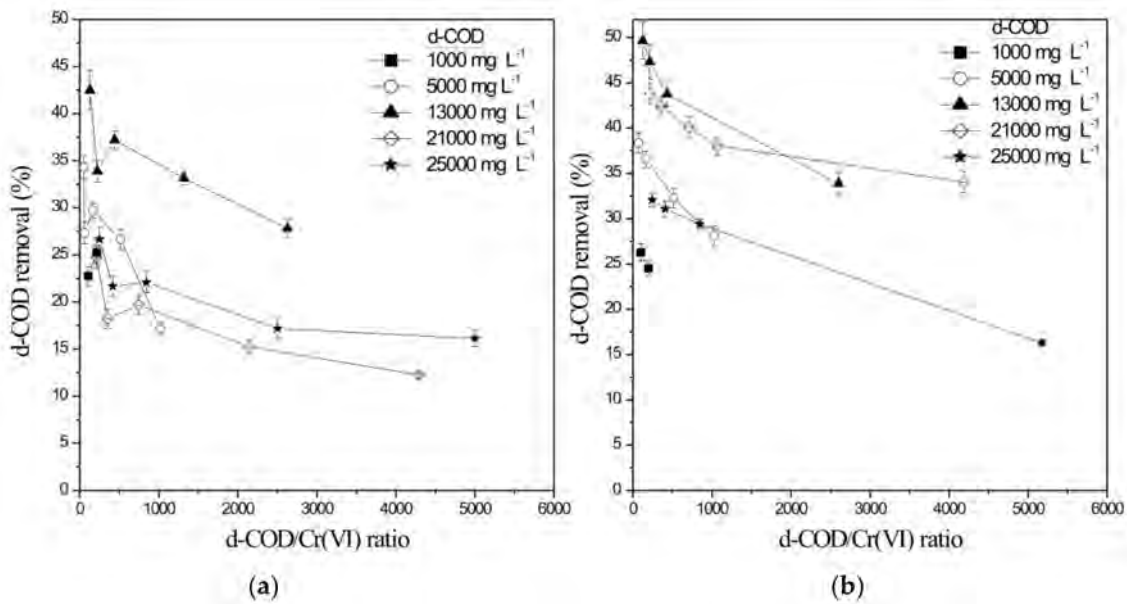 d-COD
1000 mg L-1
5000 mg L-1
13000 mg L-1
21000 mg L-1
25000 mg L-1
50
45
40
35
30
25
20
15
10
5
0
d-COD removal (%)
0 1000 2000 3000 4000 5000 6000
d-COD/Cr(VI) ratio
(a)
d-COD
1000 mg L-1
5000 mg L-1
13000 mg L-1
21000 mg L-1
25000 mg L-1
50
45
40
35
30
25
20
15
10
5
0
d-COD removal (%)
0 1000 2000 3000 4000 5000 6000
d-COD/Cr(VI) ratio
(b)